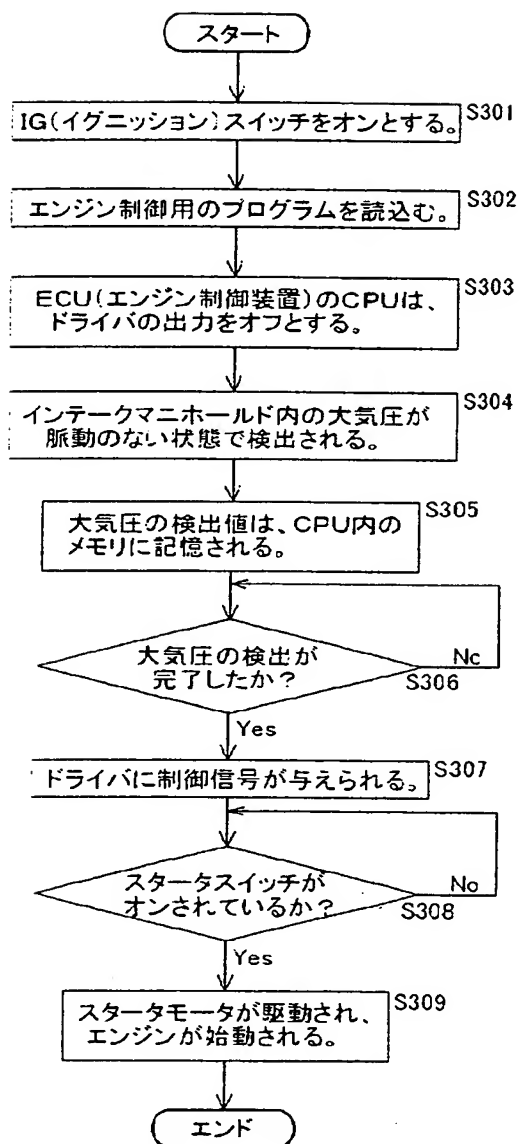 スタート
IG(イグニッション)スイッチをオンとする。
S301
エンジン制御用のプログラムを読込む。
S302
ECU(エンジン制御装置)のCPUは、
ドライバの出力をオフとする。
S303
インテークマニホールド内の大気圧が
脈動のない状態で検出される。
S304
大気圧の検出値は、CPU内の
メモリに記憶される。
S305
大気圧の検出が
完了したか?
Nc
S306
Yes
ドライバに制御信号が与えられる。
S307
スタータスイッチが
オンされているか?
No
S308
Yes
スタータモータが駆動され、
エンジンが始動される。
S309
エンド